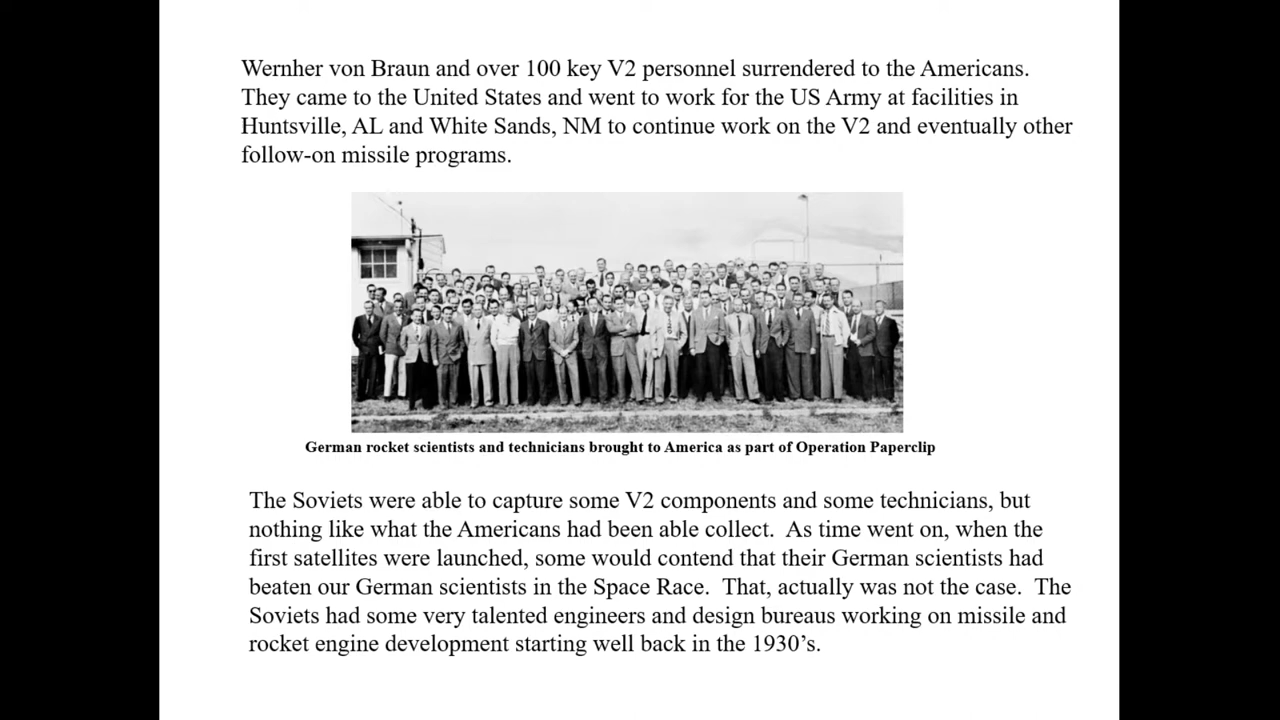 Wernher von Braun and over 100 key V2 personnel surrendered to the Americans.
They came to the United States and went to work for the US Army at facilities in
Huntsville, AL and White Sands, NM to continue work on the V2 and eventually other
follow-on missile programs.
German rocket scientists and technicians brought to America as part of Operation Paperclip
The Soviets were able to capture some V2 components and some technicians, but
nothing like what the Americans had been able collect.  As time went on, when the
first satellites were launched, some would contend that their German scientists had
beaten our German scientists in the Space Race.  That, actually was not the case.  The
Soviets had some very talented engineers and design bureaus working on missile and
rocket engine development starting well back in the 1930’s.